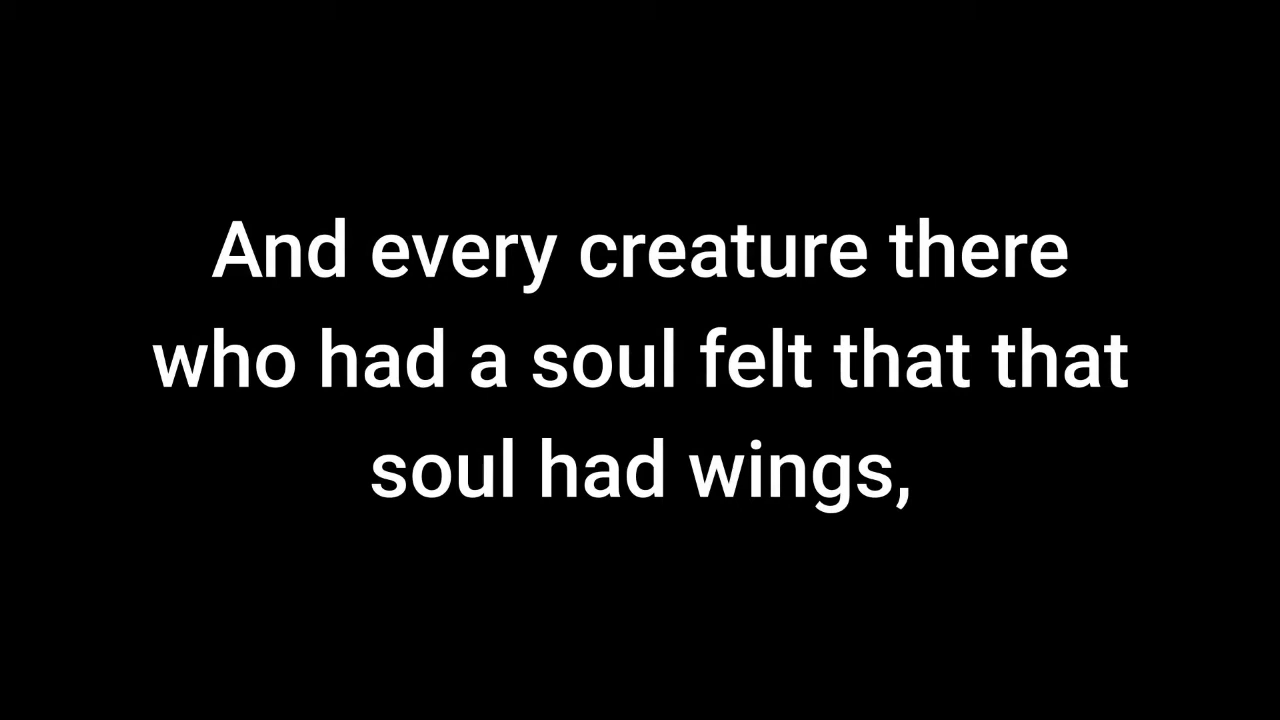 And every creature there
who had a soul felt that that
soul had wings,